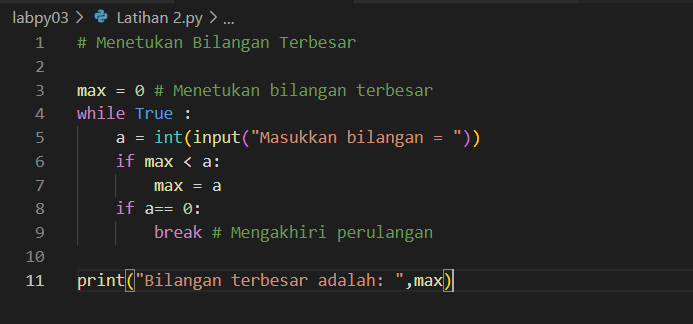 labpy03 > Latihan 2.py > ...
1 # Menetukan Bilangan Terbesar
2
3 max = 0 # Menetukan bilangan terbesar
4 while True :
5     a = int(input("Masukkan bilangan = "))
6     if max < a:
7         max = a
8     if a== 0:
9         break # Mengakhiri perulangan
10
11 print("Bilangan terbesar adalah: ",max)